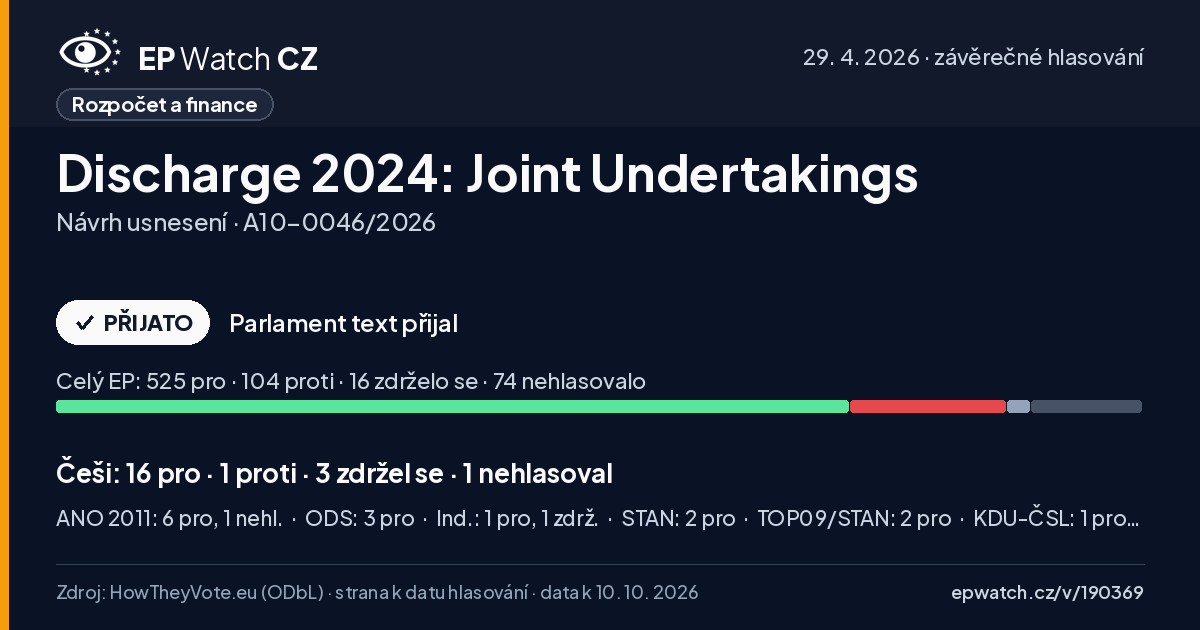 EP Watch CZ
29. 4. 2026 · závěrečné hlasování
Rozpočet a finance
Discharge 2024: Joint Undertakings
Návrh usnesení · A10-0046/2026
✓ PŘIJATO Parlament text přijal
Celý EP: 525 pro · 104 proti · 16 zdrželo se · 74 nehlasovalo
Češi: 16 pro · 1 proti · 3 zdržel se · 1 nehlasoval
ANO 2011: 6 pro, 1 nehl. · ODS: 3 pro · Ind.: 1 pro, 1 zdrž. · STAN: 2 pro · TOP09/STAN: 2 pro · KDU-ČSL: 1 pro…
Zdroj: HowTheyVote.eu (ODbL) · strana k datu hlasování · data k 10. 10. 2026
epwatch.cz/v/190369